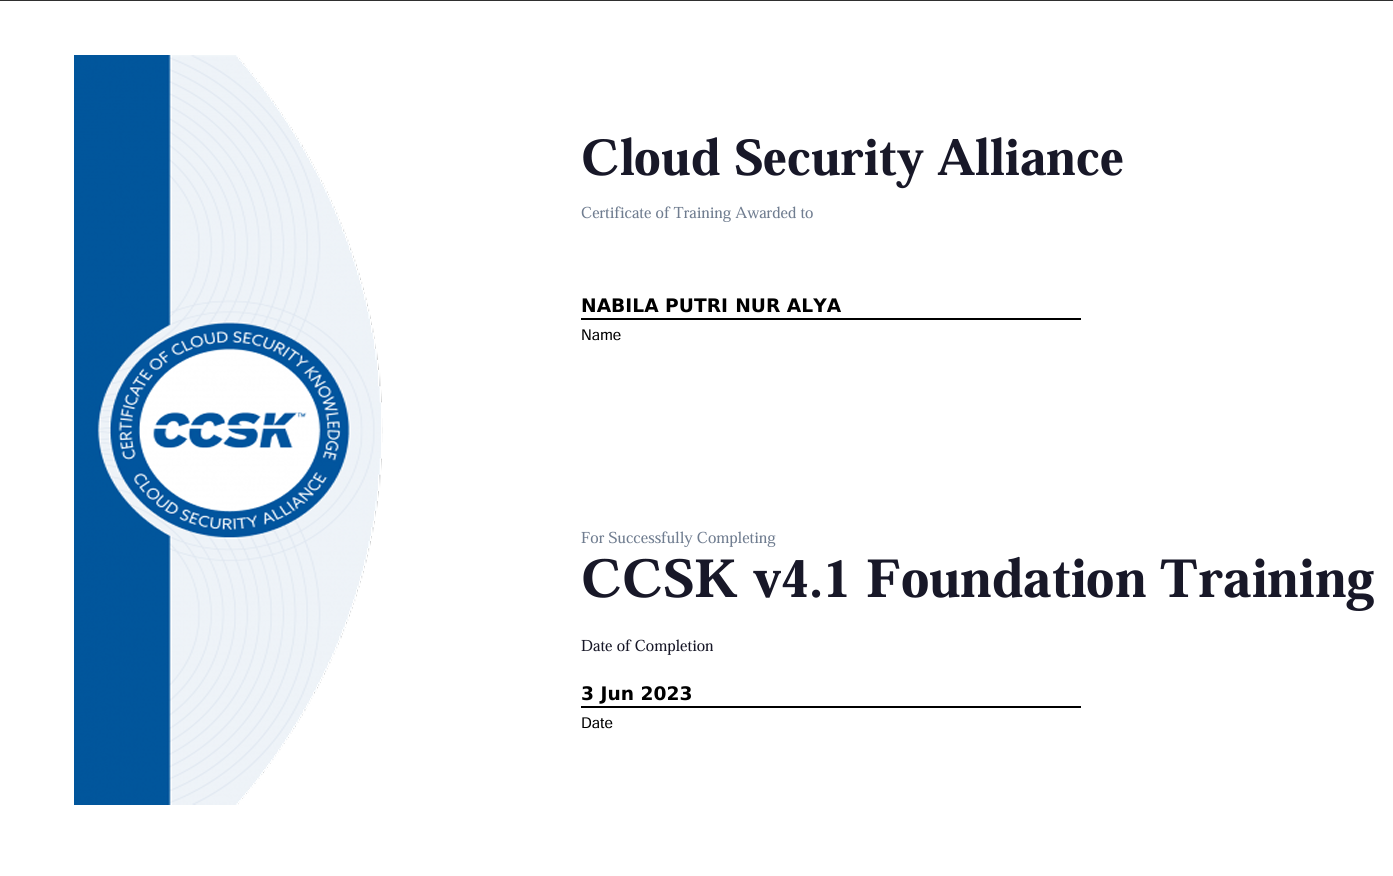 Cloud Security Alliance
Certificate of Training Awarded to
NABILA PUTRI NUR ALYA
Name
CERTIFICATE OF CLOUD SECURITY KNOWLEDGE
CCSK™
CLOUD SECURITY ALLIANCE
For Successfully Completing
CCSK v4.1 Foundation Training
Date of Completion
3 Jun 2023
Date